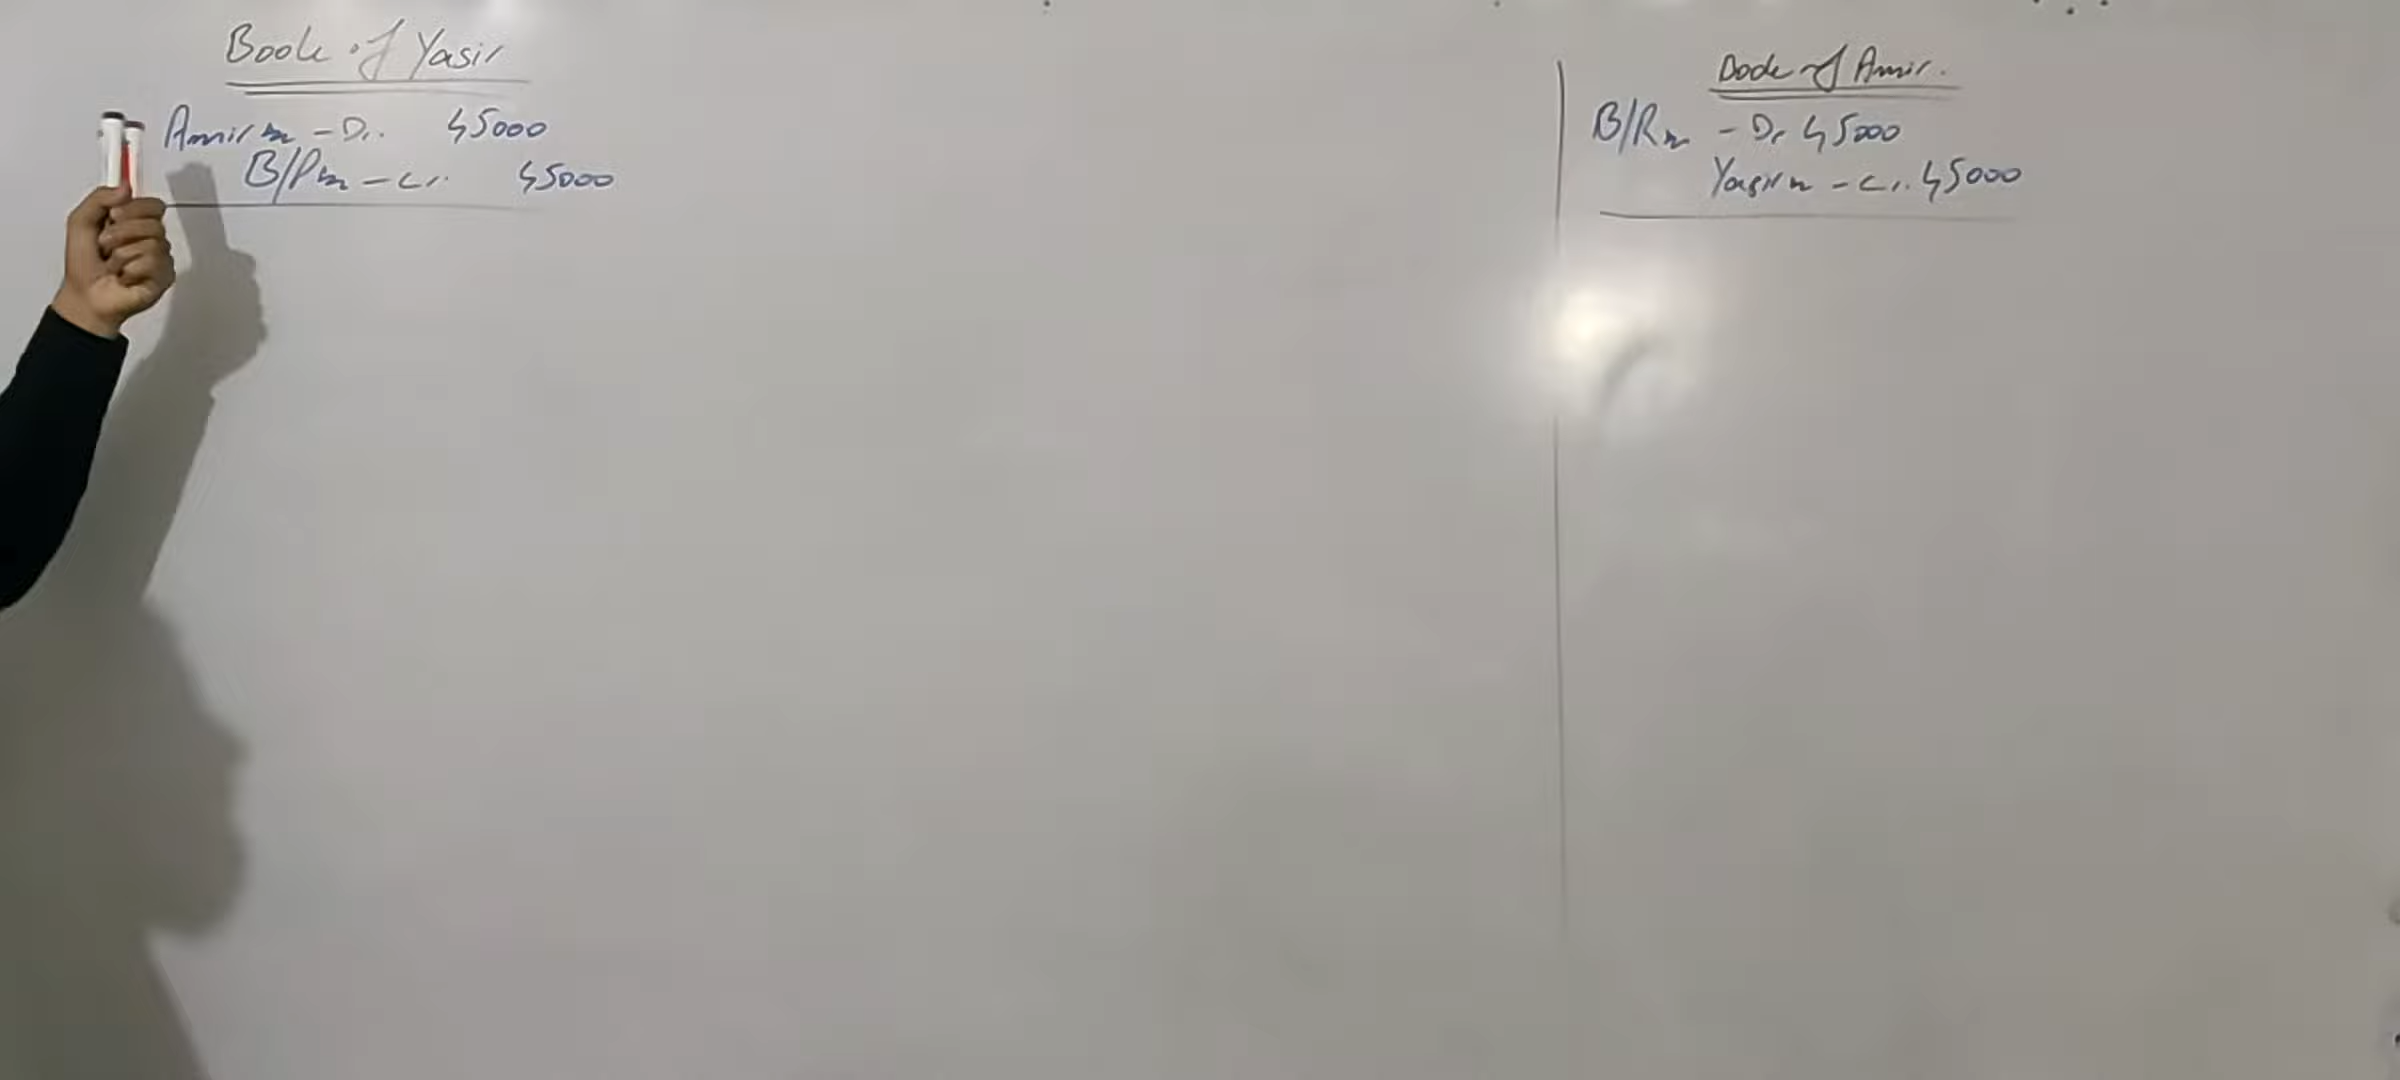 Book of Yasir
Amir a/c - Dr. 45000
B/P a/c - Cr. 45000
Book of Amir.
B/R a/c - Dr 45000
Yasir a/c - Cr. 45000